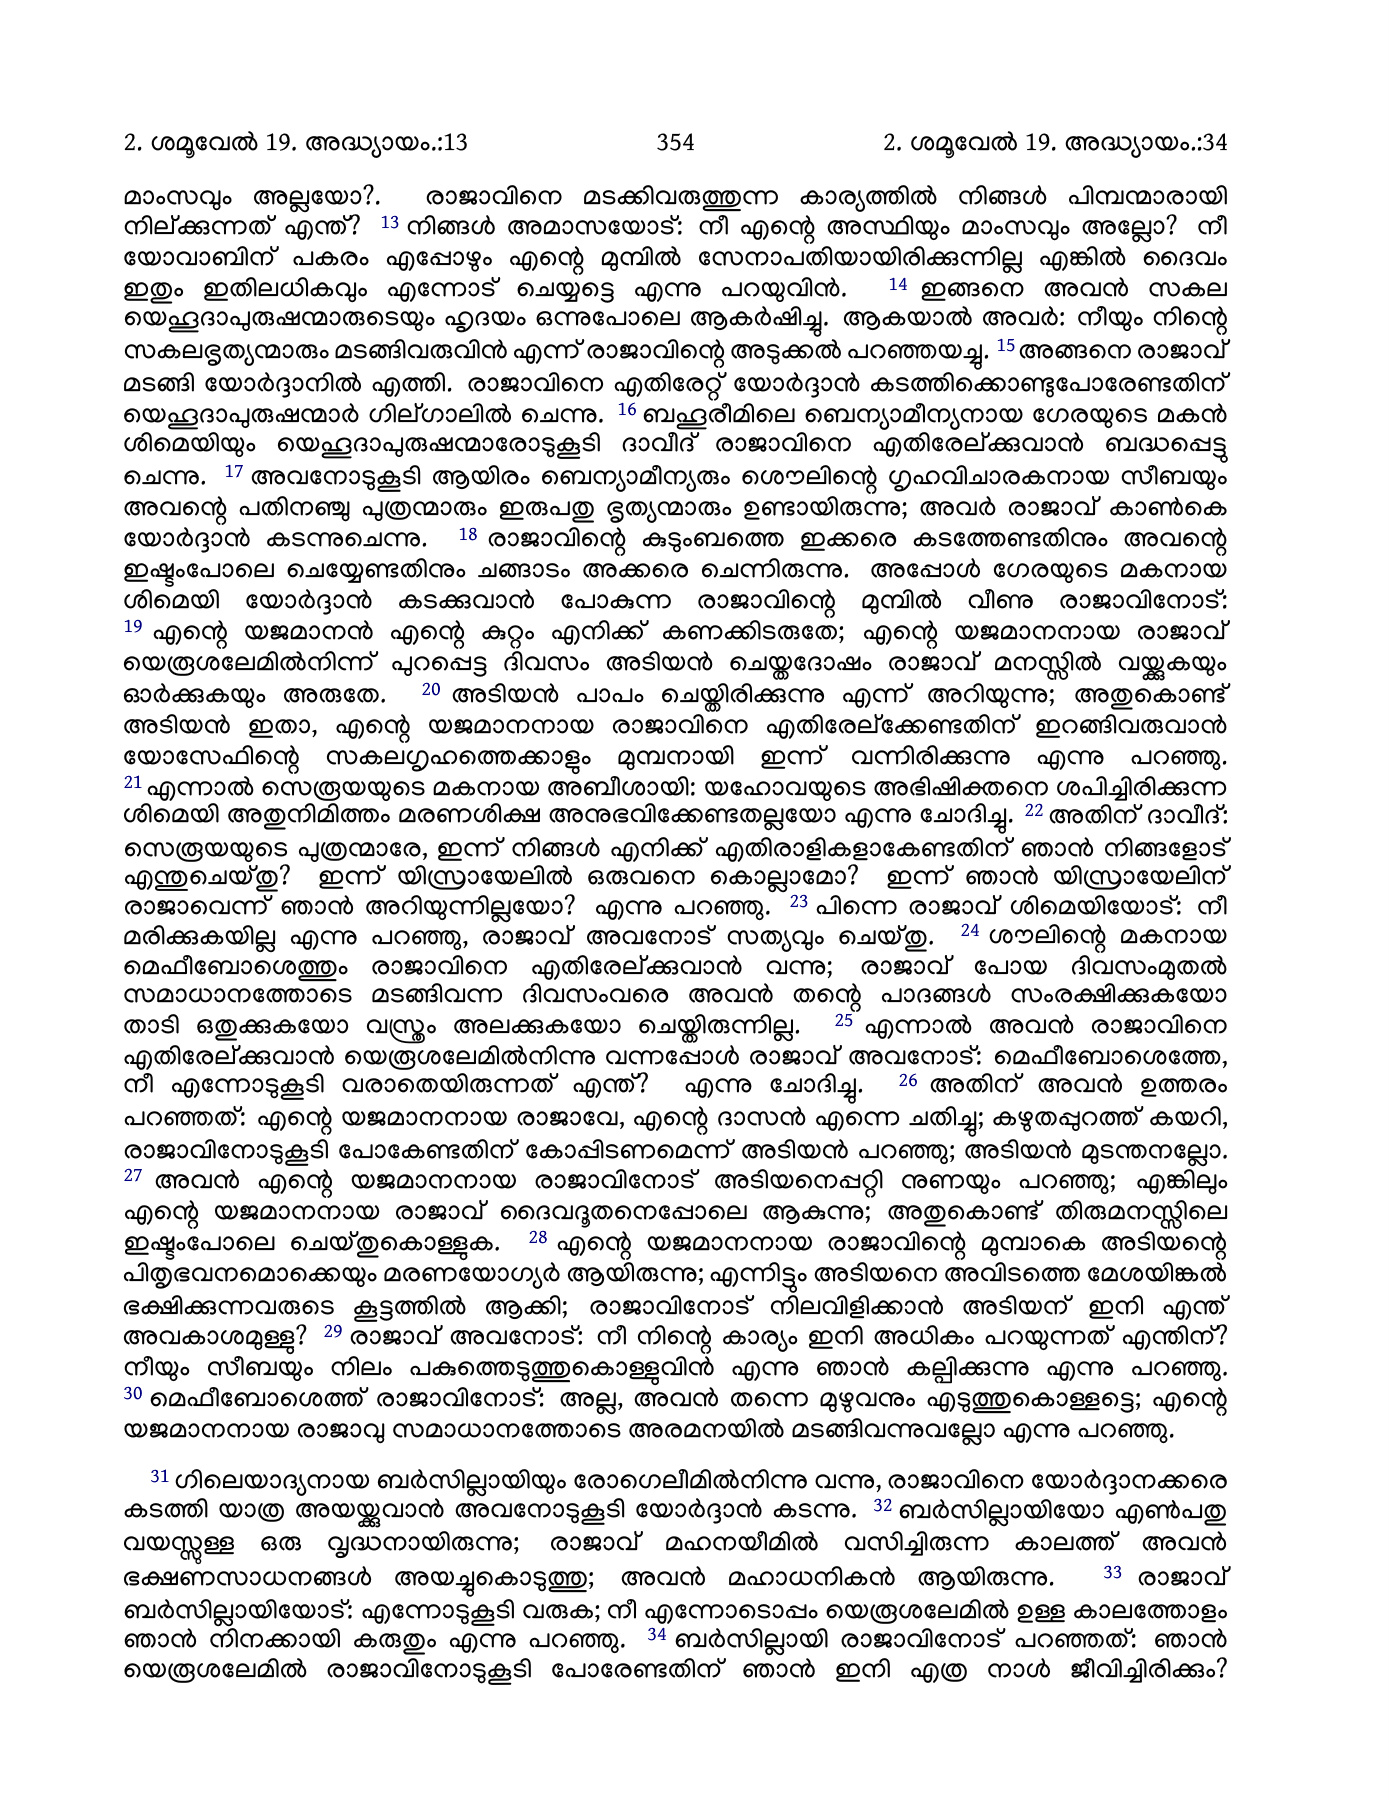 2. ശമൂവേൽ 19. അദ്ധ്യായം.:13 354 2. ശമൂവേൽ 19. അദ്ധ്യായം.:34
മാംസവും അല്ലയോ?. രാജാവിനെ മടക്കിവരുത്തുന്ന കാര്യത്തിൽ നിങ്ങൾ പിമ്പന്മാരായി
നില്ക്കുന്നത് എന്ത്? 13 നിങ്ങൾ അമാസയോട്: നീ എന്റെ അസ്ഥിയും മാംസവും അല്ലോ? നീ
യോവാബിന് പകരം എപ്പോഴും എന്റെ മുമ്പിൽ സേനാപതിയായിരിക്കുന്നില്ല എങ്കിൽ ദൈവം
ഇതും ഇതിലധികവും എന്നോട് ചെയ്യട്ടെ എന്നു പറയുവിൻ. 14 ഇങ്ങനെ അവൻ സകല
യെഹൂദാപുരുഷന്മാരുടെയും ഹൃദയം ഒന്നുപോലെ ആകർഷിച്ചു. ആകയാൽ അവർ: നീയും നിന്റെ
സകലഭൃത്യന്മാരും മടങ്ങിവരുവിൻ എന്ന് രാജാവിന്റെ അടുക്കൽ പറഞ്ഞയച്ചു. 15 അങ്ങനെ രാജാവ്
മടങ്ങി യോർദ്ദാനിൽ എത്തി. രാജാവിനെ എതിരേറ്റ് യോർദ്ദാൻ കടത്തിക്കൊണ്ടുപോരേണ്ടതിന്
യെഹൂദാപുരുഷന്മാർ ഗില്ഗാലിൽ ചെന്നു. 16 ബഹൂരീമിലെ ബെന്യാമീന്യനായ ഗേരയുടെ മകൻ
ശിമെയിയും യെഹൂദാപുരുഷന്മാരോടുകൂടി ദാവീദ് രാജാവിനെ എതിരേല്ക്കുവാൻ ബദ്ധപ്പെട്ടു
ചെന്നു. 17 അവനോടുകൂടി ആയിരം ബെന്യാമീന്യരും ശൌലിന്റെ ഗൃഹവിചാരകനായ സീബയും
അവന്റെ പതിനഞ്ചു പുത്രന്മാരും ഇരുപതു ഭൃത്യന്മാരും ഉണ്ടായിരുന്നു; അവർ രാജാവ് കാൺകെ
യോർദ്ദാൻ കടന്നുചെന്നു. 18 രാജാവിന്റെ കുടുംബത്തെ ഇക്കരെ കടത്തേണ്ടതിനും അവന്റെ
ഇഷ്ടംപോലെ ചെയ്യേണ്ടതിനും ചങ്ങാടം അക്കരെ ചെന്നിരുന്നു. അപ്പോൾ ഗേരയുടെ മകനായ
ശിമെയി യോർദ്ദാൻ കടക്കുവാൻ പോകുന്ന രാജാവിന്റെ മുമ്പിൽ വീണു രാജാവിനോട്:
19 എന്റെ യജമാനൻ എന്റെ കുറ്റം എനിക്ക് കണക്കിടരുതേ; എന്റെ യജമാനനായ രാജാവ്
യെരൂശലേമിൽനിന്ന് പുറപ്പെട്ട ദിവസം അടിയൻ ചെയ്തദോഷം രാജാവ് മനസ്സിൽ വയ്ക്കുകയും
ഓർക്കുകയും അരുതേ. 20 അടിയൻ പാപം ചെയ്തിരിക്കുന്നു എന്ന് അറിയുന്നു; അതുകൊണ്ട്
അടിയൻ ഇതാ, എന്റെ യജമാനനായ രാജാവിനെ എതിരേല്ക്കേണ്ടതിന് ഇറങ്ങിവരുവാൻ
യോസേഫിന്റെ സകലഗൃഹത്തെക്കാളും മുമ്പനായി ഇന്ന് വന്നിരിക്കുന്നു എന്നു പറഞ്ഞു.
21 എന്നാൽ സെരൂയയുടെ മകനായ അബീശായി: യഹോവയുടെ അഭിഷിക്തനെ ശപിച്ചിരിക്കുന്ന
ശിമെയി അതുനിമിത്തം മരണശിക്ഷ അനുഭവിക്കേണ്ടതല്ലയോ എന്നു ചോദിച്ചു. 22 അതിന് ദാവീദ്:
സെരൂയയുടെ പുത്രന്മാരേ, ഇന്ന് നിങ്ങൾ എനിക്ക് എതിരാളികളാകേണ്ടതിന് ഞാൻ നിങ്ങളോട്
എന്തുചെയ്തു? ഇന്ന് യിസ്രായേലിൽ ഒരുവനെ കൊല്ലാമോ? ഇന്ന് ഞാൻ യിസ്രായേലിന്
രാജാവെന്ന് ഞാൻ അറിയുന്നില്ലയോ? എന്നു പറഞ്ഞു. 23 പിന്നെ രാജാവ് ശിമെയിയോട്: നീ
മരിക്കുകയില്ല എന്നു പറഞ്ഞു, രാജാവ് അവനോട് സത്യവും ചെയ്തു. 24 ശൗലിന്റെ മകനായ
മെഫീബോശെത്തും രാജാവിനെ എതിരേല്ക്കുവാൻ വന്നു; രാജാവ് പോയ ദിവസംമുതൽ
സമാധാനത്തോടെ മടങ്ങിവന്ന ദിവസംവരെ അവൻ തന്റെ പാദങ്ങൾ സംരക്ഷിക്കുകയോ
താടി ഒതുക്കുകയോ വസ്ത്രം അലക്കുകയോ ചെയ്തിരുന്നില്ല. 25 എന്നാൽ അവൻ രാജാവിനെ
എതിരേല്ക്കുവാൻ യെരൂശലേമിൽനിന്നു വന്നപ്പോൾ രാജാവ് അവനോട്: മെഫീബോശെത്തേ,
നീ എന്നോടുകൂടി വരാതെയിരുന്നത് എന്ത്? എന്നു ചോദിച്ചു. 26 അതിന് അവൻ ഉത്തരം
പറഞ്ഞത്: എന്റെ യജമാനനായ രാജാവേ, എന്റെ ദാസൻ എന്നെ ചതിച്ചു; കഴുതപ്പുറത്ത് കയറി,
രാജാവിനോടുകൂടി പോകേണ്ടതിന് കോപ്പിടണമെന്ന് അടിയൻ പറഞ്ഞു; അടിയൻ മുടന്തനല്ലോ.
27 അവൻ എന്റെ യജമാനനായ രാജാവിനോട് അടിയനെപ്പറ്റി നുണയും പറഞ്ഞു; എങ്കിലും
എന്റെ യജമാനനായ രാജാവ് ദൈവദൂതനെപ്പോലെ ആകുന്നു; അതുകൊണ്ട് തിരുമനസ്സിലെ
ഇഷ്ടംപോലെ ചെയ്തുകൊള്ളുക. 28 എന്റെ യജമാനനായ രാജാവിന്റെ മുമ്പാകെ അടിയന്റെ
പിതൃഭവനമൊക്കെയും മരണയോഗ്യർ ആയിരുന്നു; എന്നിട്ടും അടിയനെ അവിടത്തെ മേശയിങ്കൽ
ഭക്ഷിക്കുന്നവരുടെ കൂട്ടത്തിൽ ആക്കി; രാജാവിനോട് നിലവിളിക്കാൻ അടിയന് ഇനി എന്ത്
അവകാശമുള്ളു? 29 രാജാവ് അവനോട്: നീ നിന്റെ കാര്യം ഇനി അധികം പറയുന്നത് എന്തിന്?
നീയും സീബയും നിലം പകുത്തെടുത്തുകൊള്ളുവിൻ എന്നു ഞാൻ കല്പിക്കുന്നു എന്നു പറഞ്ഞു.
30 മെഫീബോശെത്ത് രാജാവിനോട്: അല്ല, അവൻ തന്നെ മുഴുവനും എടുത്തുകൊള്ളട്ടെ; എന്റെ
യജമാനനായ രാജാവു സമാധാനത്തോടെ അരമനയിൽ മടങ്ങിവന്നുവല്ലോ എന്നു പറഞ്ഞു.
31 ഗിലെയാദ്യനായ ബർസില്ലായിയും രോഗെലീമിൽനിന്നു വന്നു, രാജാവിനെ യോർദ്ദാനക്കരെ
കടത്തി യാത്ര അയയ്ക്കുവാൻ അവനോടുകൂടി യോർദ്ദാൻ കടന്നു. 32 ബർസില്ലായിയോ എൺപതു
വയസ്സുള്ള ഒരു വൃദ്ധനായിരുന്നു; രാജാവ് മഹനയീമിൽ വസിച്ചിരുന്ന കാലത്ത് അവൻ
ഭക്ഷണസാധനങ്ങൾ അയച്ചുകൊടുത്തു; അവൻ മഹാധനികൻ ആയിരുന്നു. 33 രാജാവ്
ബർസില്ലായിയോട്: എന്നോടുകൂടി വരുക; നീ എന്നോടൊപ്പം യെരൂശലേമിൽ ഉള്ള കാലത്തോളം
ഞാൻ നിനക്കായി കരുതും എന്നു പറഞ്ഞു. 34 ബർസില്ലായി രാജാവിനോട് പറഞ്ഞത്: ഞാൻ
യെരൂശലേമിൽ രാജാവിനോടുകൂടി പോരേണ്ടതിന് ഞാൻ ഇനി എത്ര നാൾ ജീവിച്ചിരിക്കും?